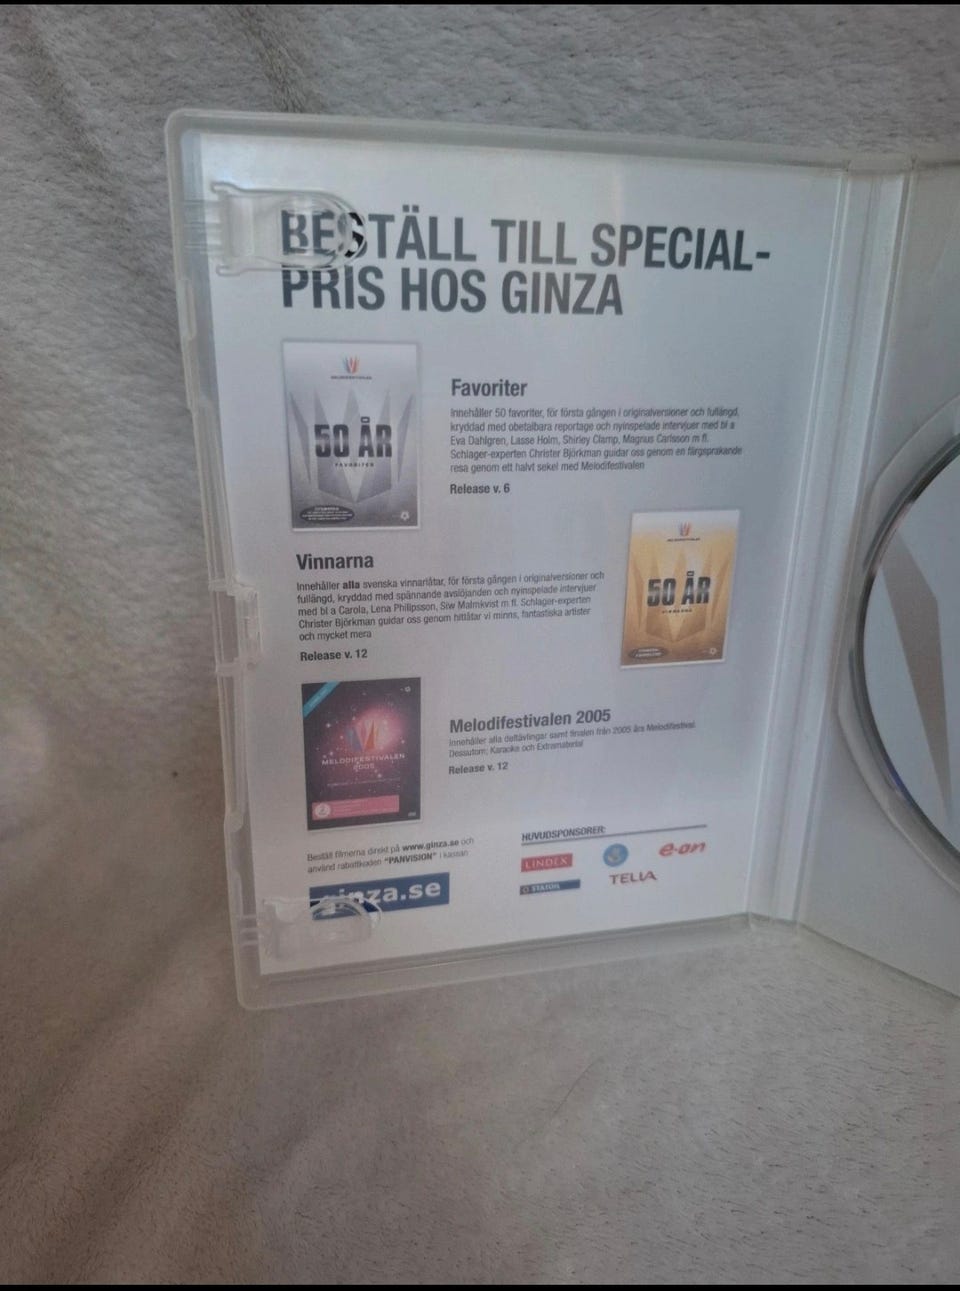 BESTÄLL TILL SPECIAL-
PRIS HOS GINZA
MELODIFESTIVALEN
50 ÅR
FAVORITER
Favoriter
Innehåller 50 favoriter, för första gången i originalversioner och fullängd,
kryddad med obetalbara reportage och nyinspelade intervjuer med bl a
Eva Dahlgren, Lasse Holm, Shirley Clamp, Magnus Carlsson m fl.
Schlager-experten Christer Björkman guidar oss genom en färgsprakande
resa genom ett halvt sekel med Melodifestivalen
Release v. 6
Vinnarna
Innehåller alla svenska vinnarlåtar, för första gången i originalversioner och
fullängd, kryddad med spännande avslöjanden och nyinspelade intervjuer
med bl a Carola, Lena Philipsson, Siw Malmkvist m fl. Schlager-experten
Christer Björkman guidar oss genom hitlåtar vi minns, fantastiska artister
och mycket mera
Release v. 12
MELODIFESTIVALEN
50 ÅR
VINNARNA
MELODIFESTIVALEN
2005
Melodifestivalen 2005
Innehåller alla deltävlingar samt finalen från 2005 års Melodifestival.
Dessutom; Karaoke och Extramaterial
Release v. 12
Beställ filmerna direkt på www.ginza.se och
använd rabattkoden "PANVISION" i kassan
ginza.se
HUVUDSPONSORER:
LINDEX
e·on
STATOIL
TELIA